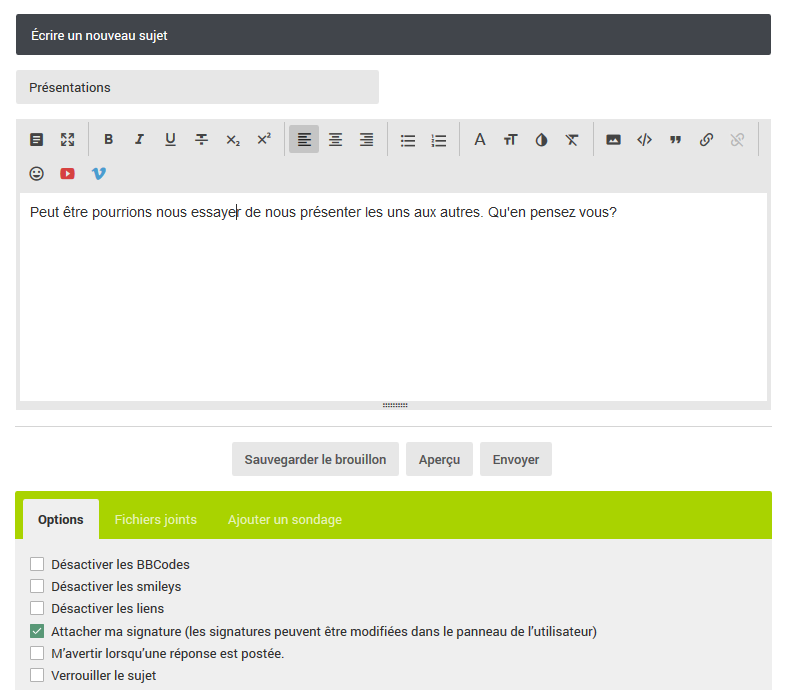 Écrire un nouveau sujet
Présentations
Peut être pourrions nous essayer de nous présenter les uns aux autres. Qu'en pensez vous?
Sauvegarder le brouillon Aperçu Envoyer
Options Fichiers joints Ajouter un sondage
Désactiver les BBCodes
Désactiver les smileys
Désactiver les liens
Attacher ma signature (les signatures peuvent être modifiées dans le panneau de l'utilisateur)
M'avertir lorsqu'une réponse est postée.
Verrouiller le sujet